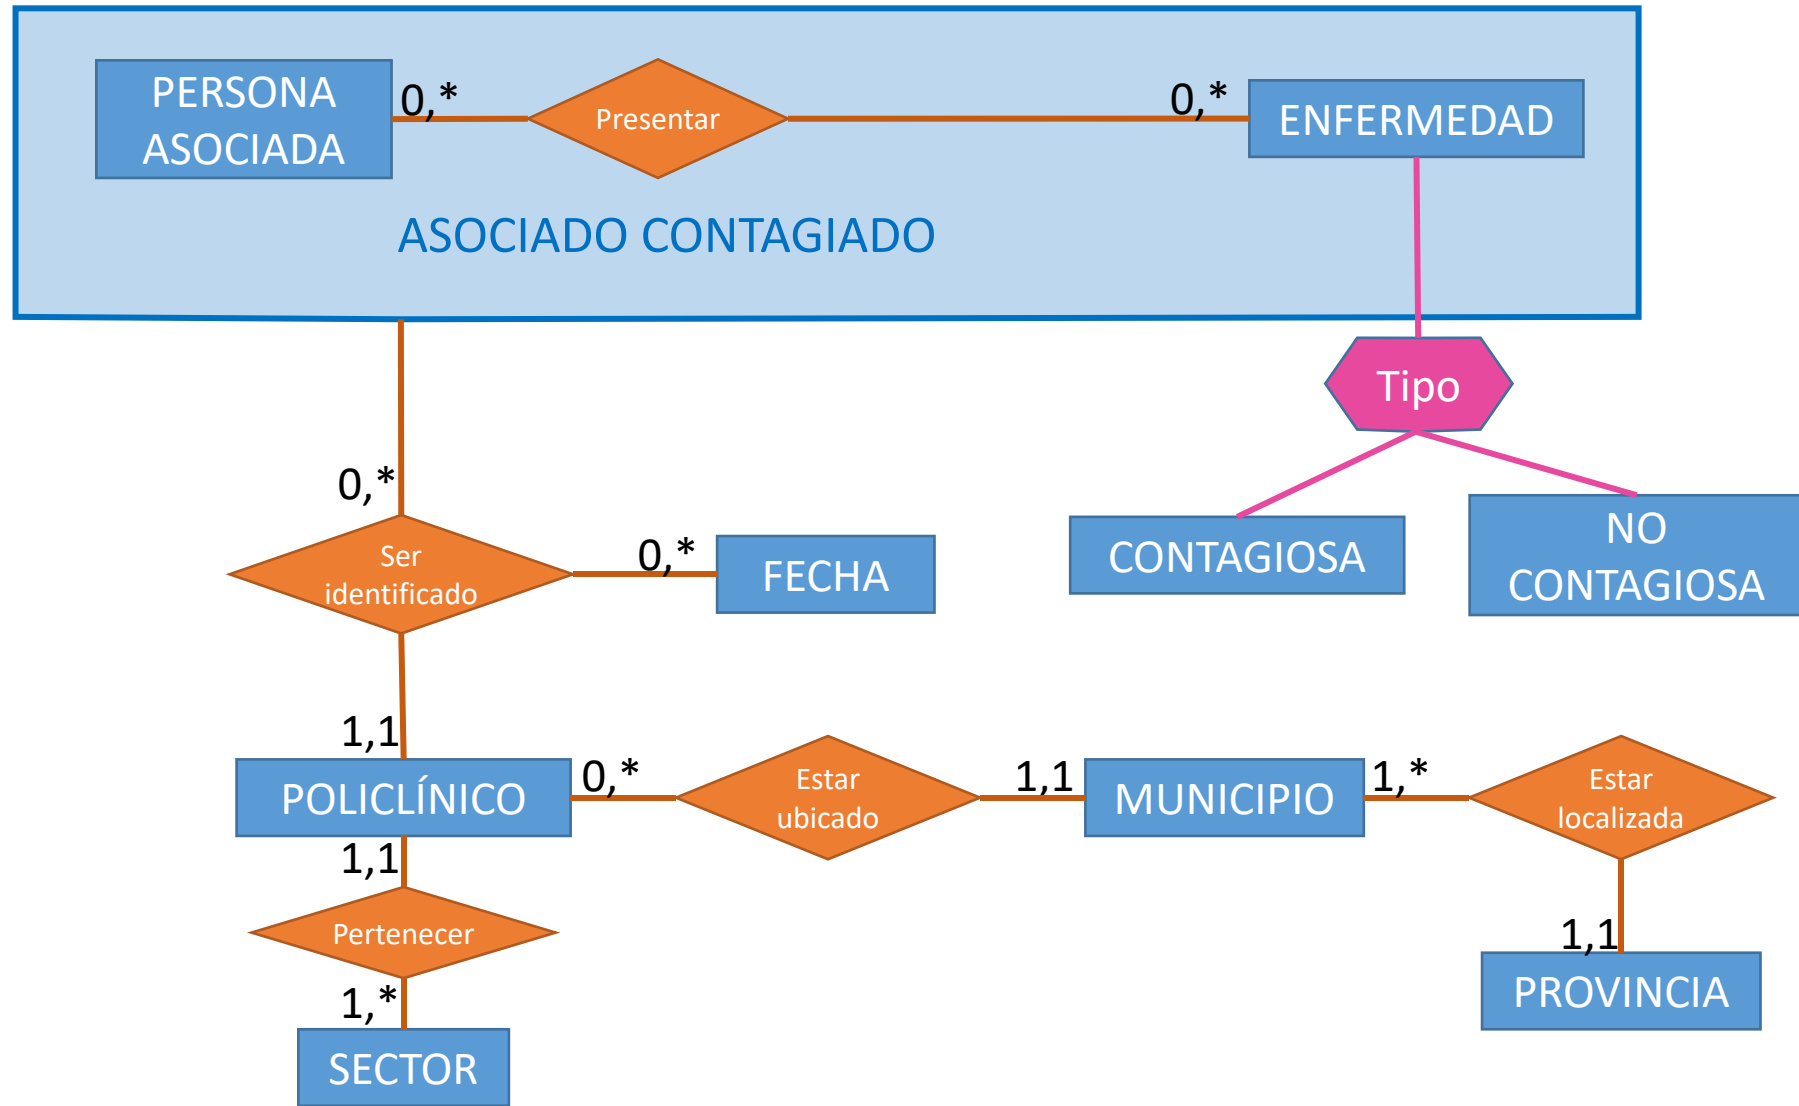 PERSONA
ASOCIADA
0,*
Presentar
0,*
ENFERMEDAD
ASOCIADO CONTAGIADO
Tipo
0,*
CONTAGIOSA
NO
CONTAGIOSA
Ser
identificado
0,*
FECHA
1,1
POLICLÍNICO
0,*
Estar
ubicado
1,1
MUNICIPIO
1,*
Estar
localizada
1,1
Pertenecer
1,1
PROVINCIA
1,*
SECTOR